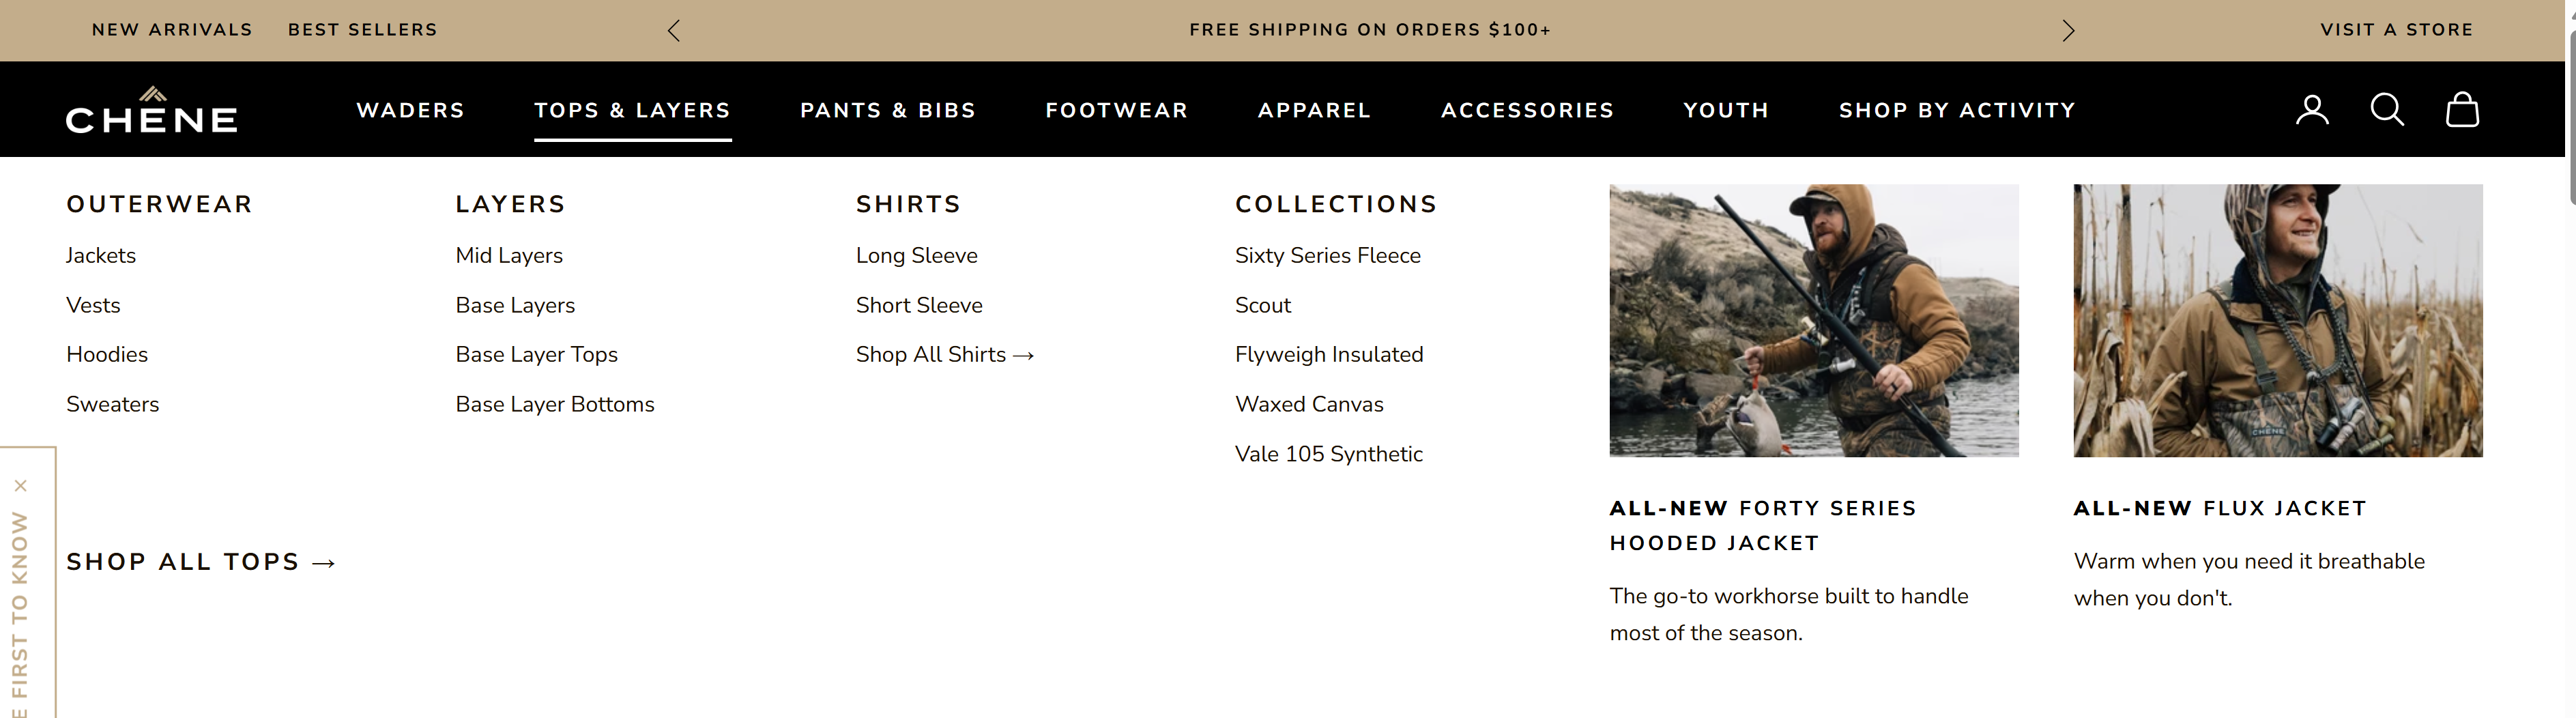 NEW ARRIVALS BEST SELLERS FREE SHIPPING ON ORDERS $100+ VISIT A STORE
CHÊNE WADERS TOPS & LAYERS PANTS & BIBS FOOTWEAR APPAREL ACCESSORIES YOUTH SHOP BY ACTIVITY
OUTERWEAR
Jackets
Vests
Hoodies
Sweaters
LAYERS
Mid Layers
Base Layers
Base Layer Tops
Base Layer Bottoms
SHIRTS
Long Sleeve
Short Sleeve
Shop All Shirts →
COLLECTIONS
Sixty Series Fleece
Scout
Flyweigh Insulated
Waxed Canvas
Vale 105 Synthetic
SHOP ALL TOPS →
CHÊNE
ALL-NEW FORTY SERIES
HOODED JACKET
The go-to workhorse built to handle
most of the season.
ALL-NEW FLUX JACKET
Warm when you need it breathable
when you don't.
E FIRST TO KNOW ×